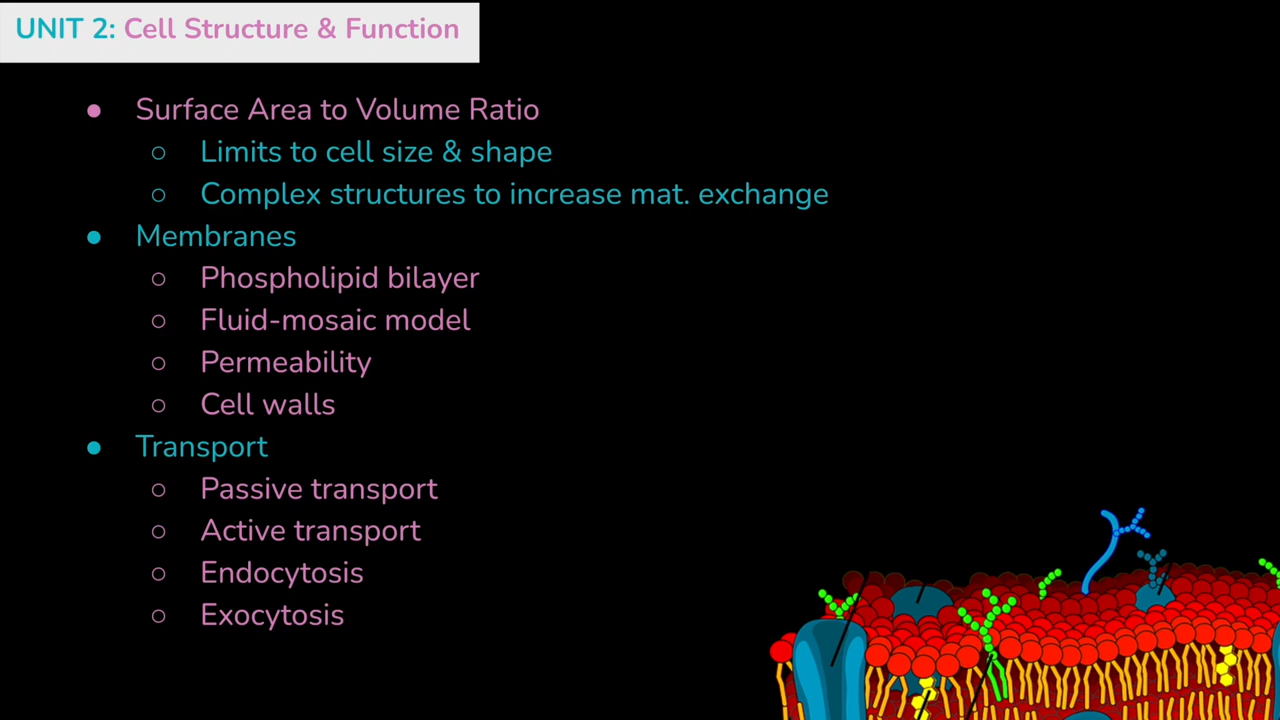 UNIT 2: Cell Structure & Function
● Surface Area to Volume Ratio
○ Limits to cell size & shape
○ Complex structures to increase mat. exchange
● Membranes
○ Phospholipid bilayer
○ Fluid-mosaic model
○ Permeability
○ Cell walls
● Transport
○ Passive transport
○ Active transport
○ Endocytosis
○ Exocytosis